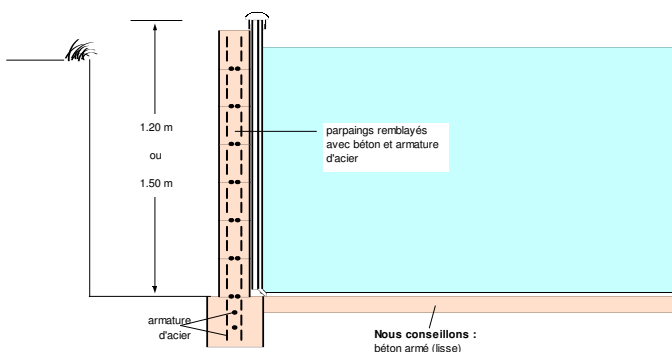 1.20 m
ou
1.50 m
parpaings remblayés
avec béton et armature
d'acier
armature
d'acier
Nous conseillons :
béton armé (lisse)